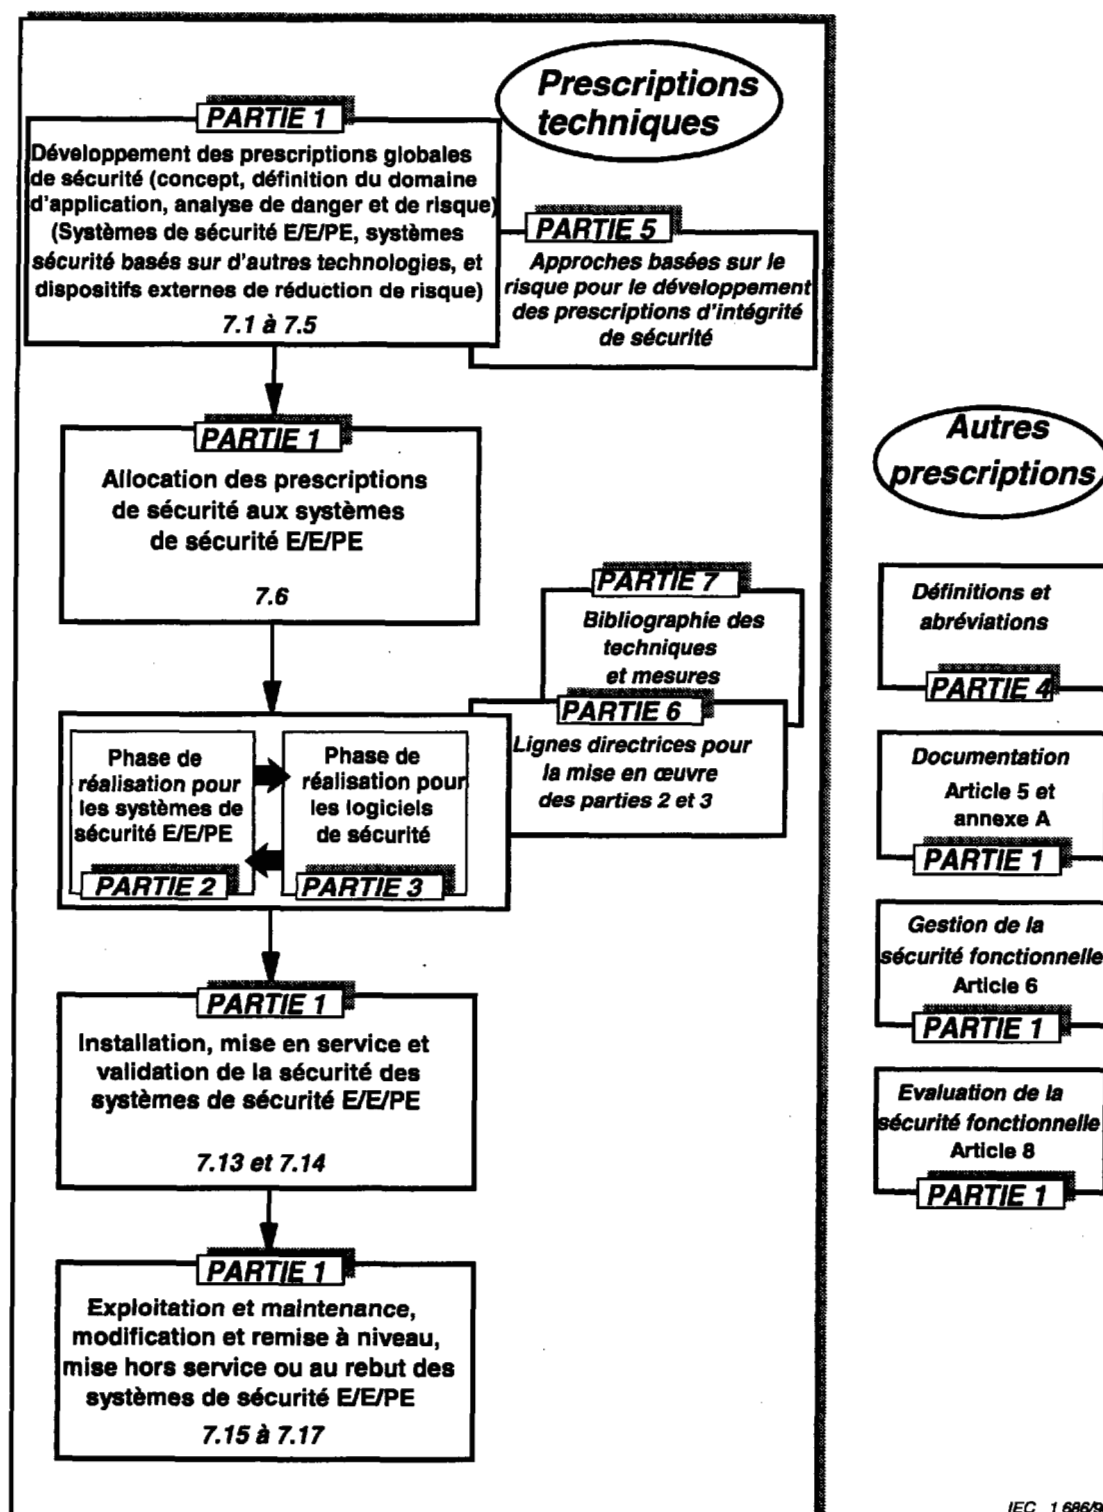 Prescriptions
techniques
PARTIE 1
Développement des prescriptions globales
de sécurité (concept, définition du domaine
d'application, analyse de danger et de risque)
(Systèmes de sécurité E/E/PE, systèmes
sécurité basés sur d'autres technologies, et
dispositifs externes de réduction de risque)
7.1 à 7.5
PARTIE 5
Approches basées sur le
risque pour le développement
des prescriptions d'intégrité
de sécurité
PARTIE 1
Allocation des prescriptions
de sécurité aux systèmes
de sécurité E/E/PE
7.6
PARTIE 7
Bibliographie des
techniques
et mesures
PARTIE 6
Lignes directrices pour
la mise en œuvre
des parties 2 et 3
Phase de
réalisation pour
les systèmes de
sécurité E/E/PE
PARTIE 2
Phase de
réalisation pour
les logiciels
de sécurité
PARTIE 3
PARTIE 1
Installation, mise en service et
validation de la sécurité des
systèmes de sécurité E/E/PE
7.13 et 7.14
PARTIE 1
Exploitation et maintenance,
modification et remise à niveau,
mise hors service ou au rebut des
systèmes de sécurité E/E/PE
7.15 à 7.17
Autres
prescriptions
Définitions et
abréviations
PARTIE 4
Documentation
Article 5 et
annexe A
PARTIE 1
Gestion de la
sécurité fonctionnelle
Article 6
PARTIE 1
Evaluation de la
sécurité fonctionnelle
Article 8
PARTIE 1
IEC 1 686/9